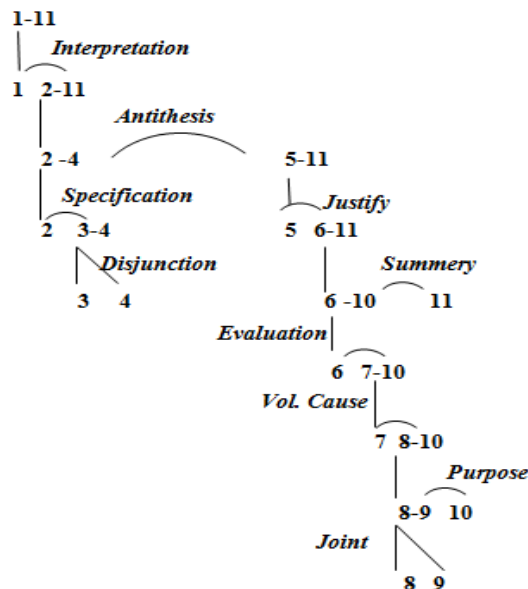 1-11
Interpretation
1 2-11
Antithesis
2 -4 5-11
Specification Justify
2 3-4 5 6-11
Disjunction Summery
3 4 6 -10 11
Evaluation
6 7-10
Vol. Cause
7 8-10
Purpose
8-9 10
Joint
8 9